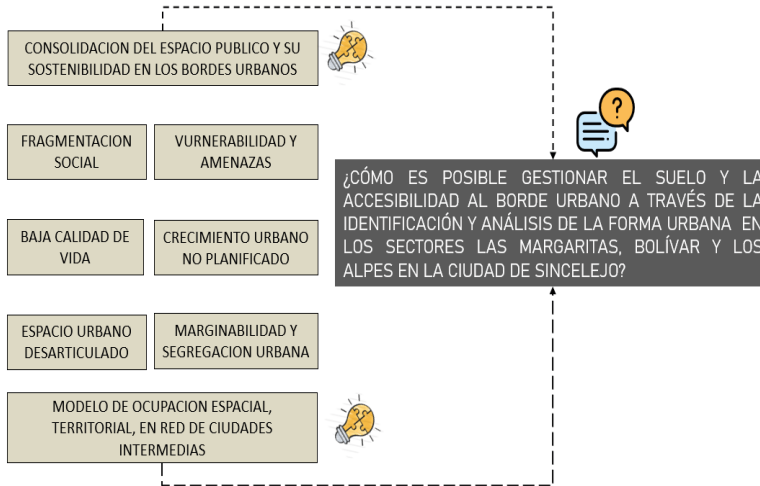 CONSOLIDACION DEL ESPACIO PUBLICO Y SU
SOSTENIBILIDAD EN LOS BORDES URBANOS
FRAGMENTACION
SOCIAL
VURNERABILIDAD Y
AMENAZAS
BAJA CALIDAD DE
VIDA
CRECIMIENTO URBANO
NO PLANIFICADO
ESPACIO URBANO
DESARTICULADO
MARGINABILIDAD Y
SEGREGACION URBANA
MODELO DE OCUPACION ESPACIAL,
TERRITORIAL, EN RED DE CIUDADES
INTERMEDIAS
?
¿CÓMO ES POSIBLE GESTIONAR EL SUELO Y LA
ACCESIBILIDAD AL BORDE URBANO A TRAVÉS DE LA
IDENTIFICACIÓN Y ANÁLISIS DE LA FORMA URBANA EN
LOS SECTORES LAS MARGARITAS, BOLÍVAR Y LOS
ALPES EN LA CIUDAD DE SINCELEJO?